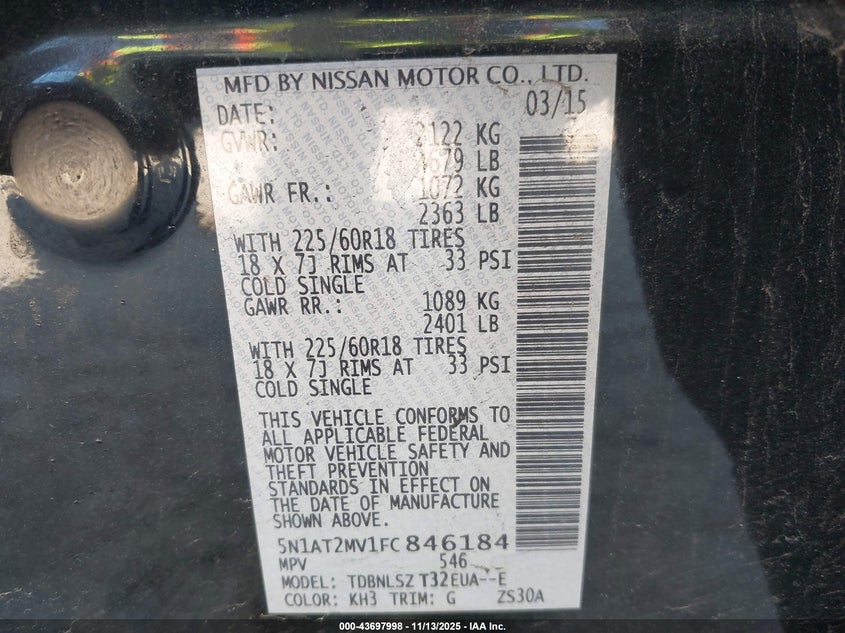 MFD BY NISSAN MOTOR CO., LTD.
DATE: 03/15
GVWR: 2122 KG
4679 LB
GAWR FR.: 1072 KG
2363 LB
WITH 225/60R18 TIRES
18 X 7J RIMS AT 33 PSI
COLD SINGLE
GAWR RR.: 1089 KG
2401 LB
WITH 225/60R18 TIRES
18 X 7J RIMS AT 33 PSI
COLD SINGLE
THIS VEHICLE CONFORMS TO
ALL APPLICABLE FEDERAL
MOTOR VEHICLE SAFETY AND
THEFT PREVENTION
STANDARDS IN EFFECT ON
THE DATE OF MANUFACTURE
SHOWN ABOVE.
5N1AT2MV1FC846184
MPV 546
MODEL: TDBNLSZ T32EUA--E
COLOR: KH3 TRIM: G ZS30A
000-43697998 - 11/13/2025 - IAA Inc.